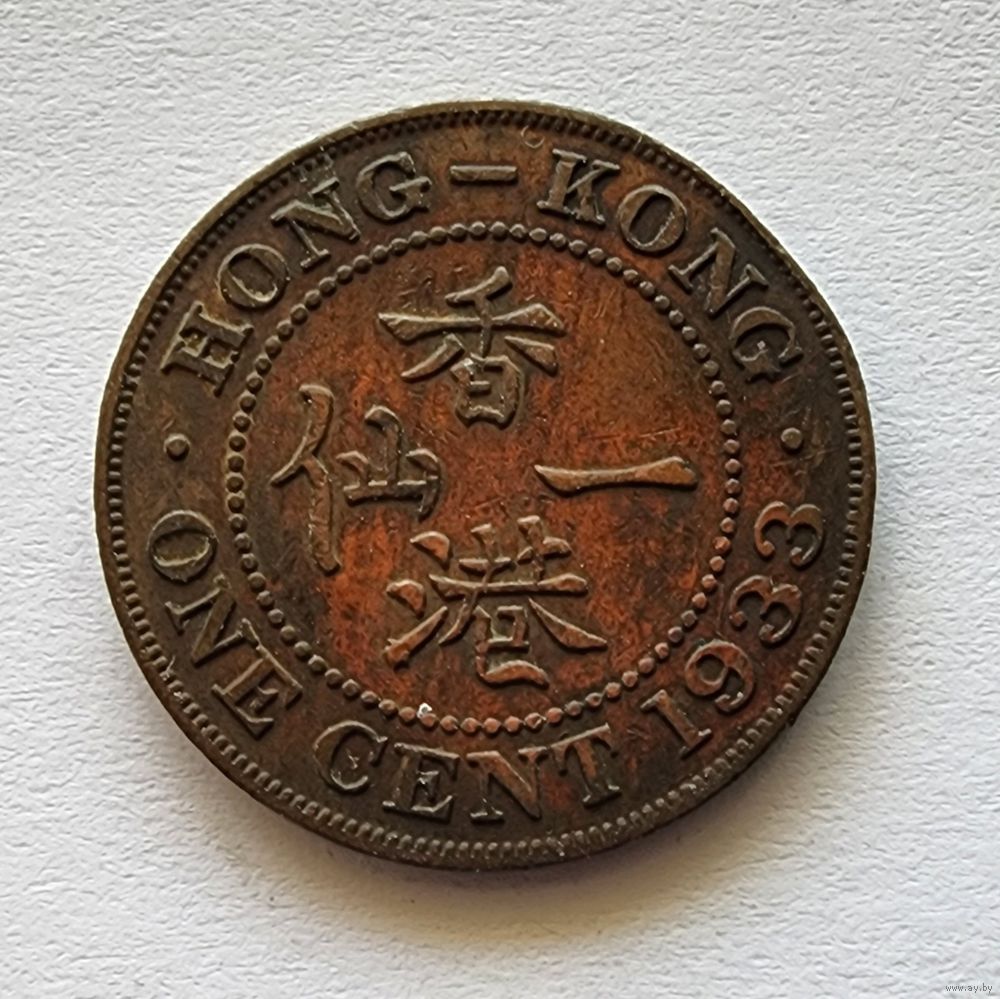 HONG-KONG
香港
一仙
· ONE CENT 1933 ·
www.ay.by